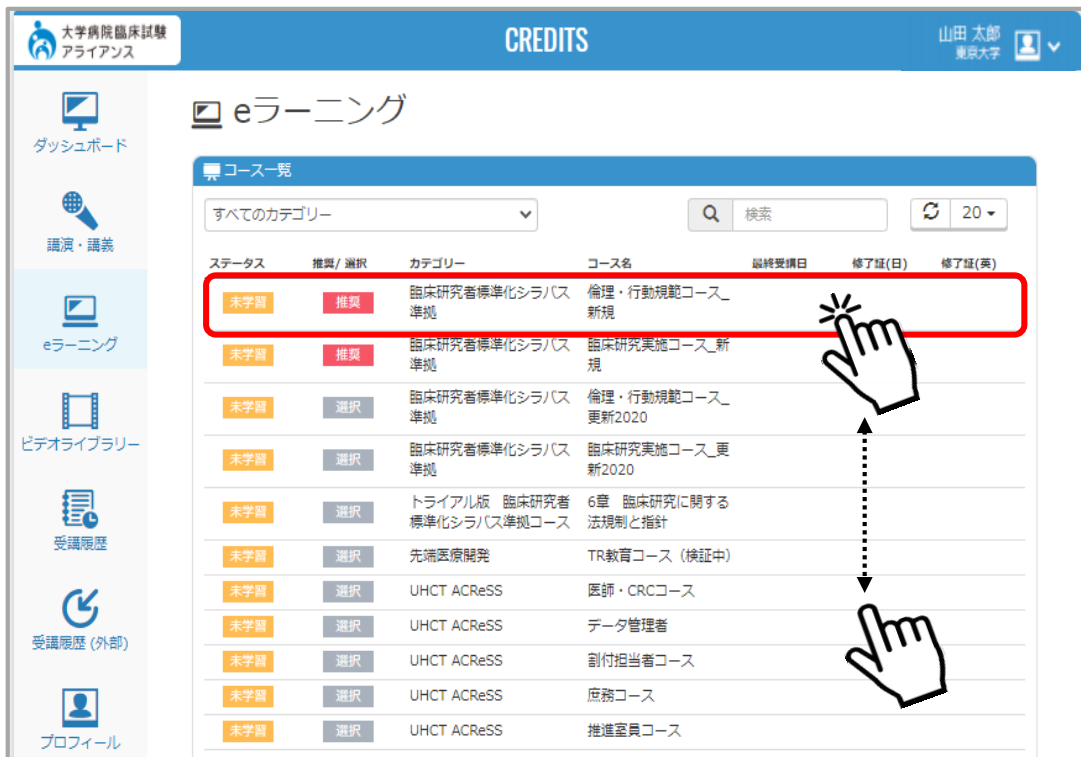 大学病院臨床試験
アライアンス
CREDITS
山田 太郎
東京大学
ダッシュボード
講演・講義
eラーニング
ビデオライブラリー
受講履歴
受講履歴 (外部)
プロフィール
eラーニング
コース一覧
すべてのカテゴリー
検索
20
ステータス 推奨/ 選択 カテゴリー コース名 最終受講日 修了証(日) 修了証(英)
未学習 推奨 臨床研究者標準化シラバス 倫理・行動規範コース_
準拠 新規
未学習 推奨 臨床研究者標準化シラバス 臨床研究実施コース_新
準拠 規
未学習 選択 臨床研究者標準化シラバス 倫理・行動規範コース_
準拠 更新2020
未学習 選択 臨床研究者標準化シラバス 臨床研究実施コース_更
準拠 新2020
未学習 選択 トライアル版 臨床研究者 6章 臨床研究に関する
標準化シラバス準拠コース 法規制と指針
未学習 選択 先端医療開発 TR教育コース（検証中）
未学習 選択 UHCT ACReSS 医師・CRCコース
未学習 選択 UHCT ACReSS データ管理者
未学習 選択 UHCT ACReSS 割付担当者コース
未学習 選択 UHCT ACReSS 庶務コース
未学習 選択 UHCT ACReSS 推進室員コース